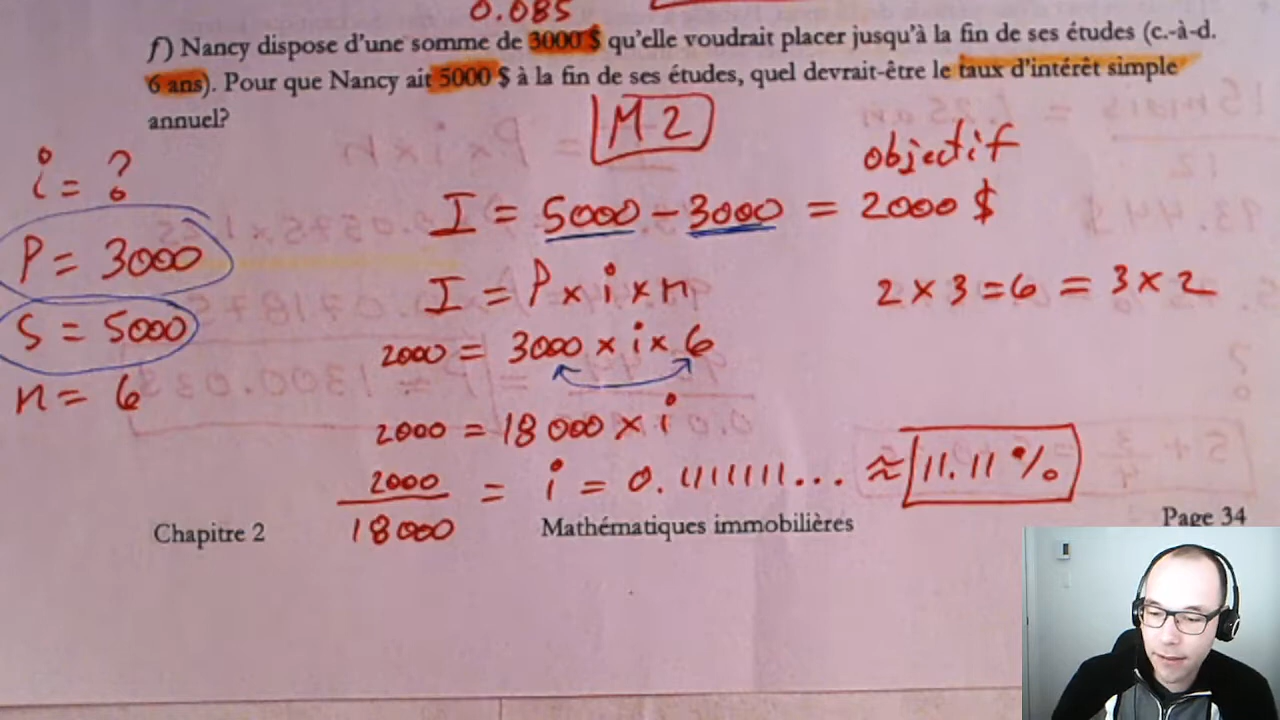 0.085
f) Nancy dispose d'une somme de 3000 $ qu'elle voudrait placer jusqu'à la fin de ses études (c.-à-d.
6 ans). Pour que Nancy ait 5000 $ à la fin de ses études, quel devrait-être le taux d'intérêt simple
annuel?
M2
objectif
i = ?
I = 5000 - 3000 = 2000 $
P = 3000
I = P x i x n
2 x 3 = 6 = 3 x 2
S = 5000
2000 = 3000 x i x 6
n = 6
2000 = 18 000 x i
2000 / 18000 = i = 0.11111111... ≈ 11.11 %
Chapitre 2
Mathématiques immobilières
Page 34